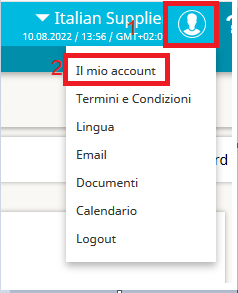 Italian Supplie
1
10.08.2022 / 13:56 / GMT+02:0
2
Il mio account
Termini e Condizioni
Lingua
Email
rd
Documenti
Calendario
Logout